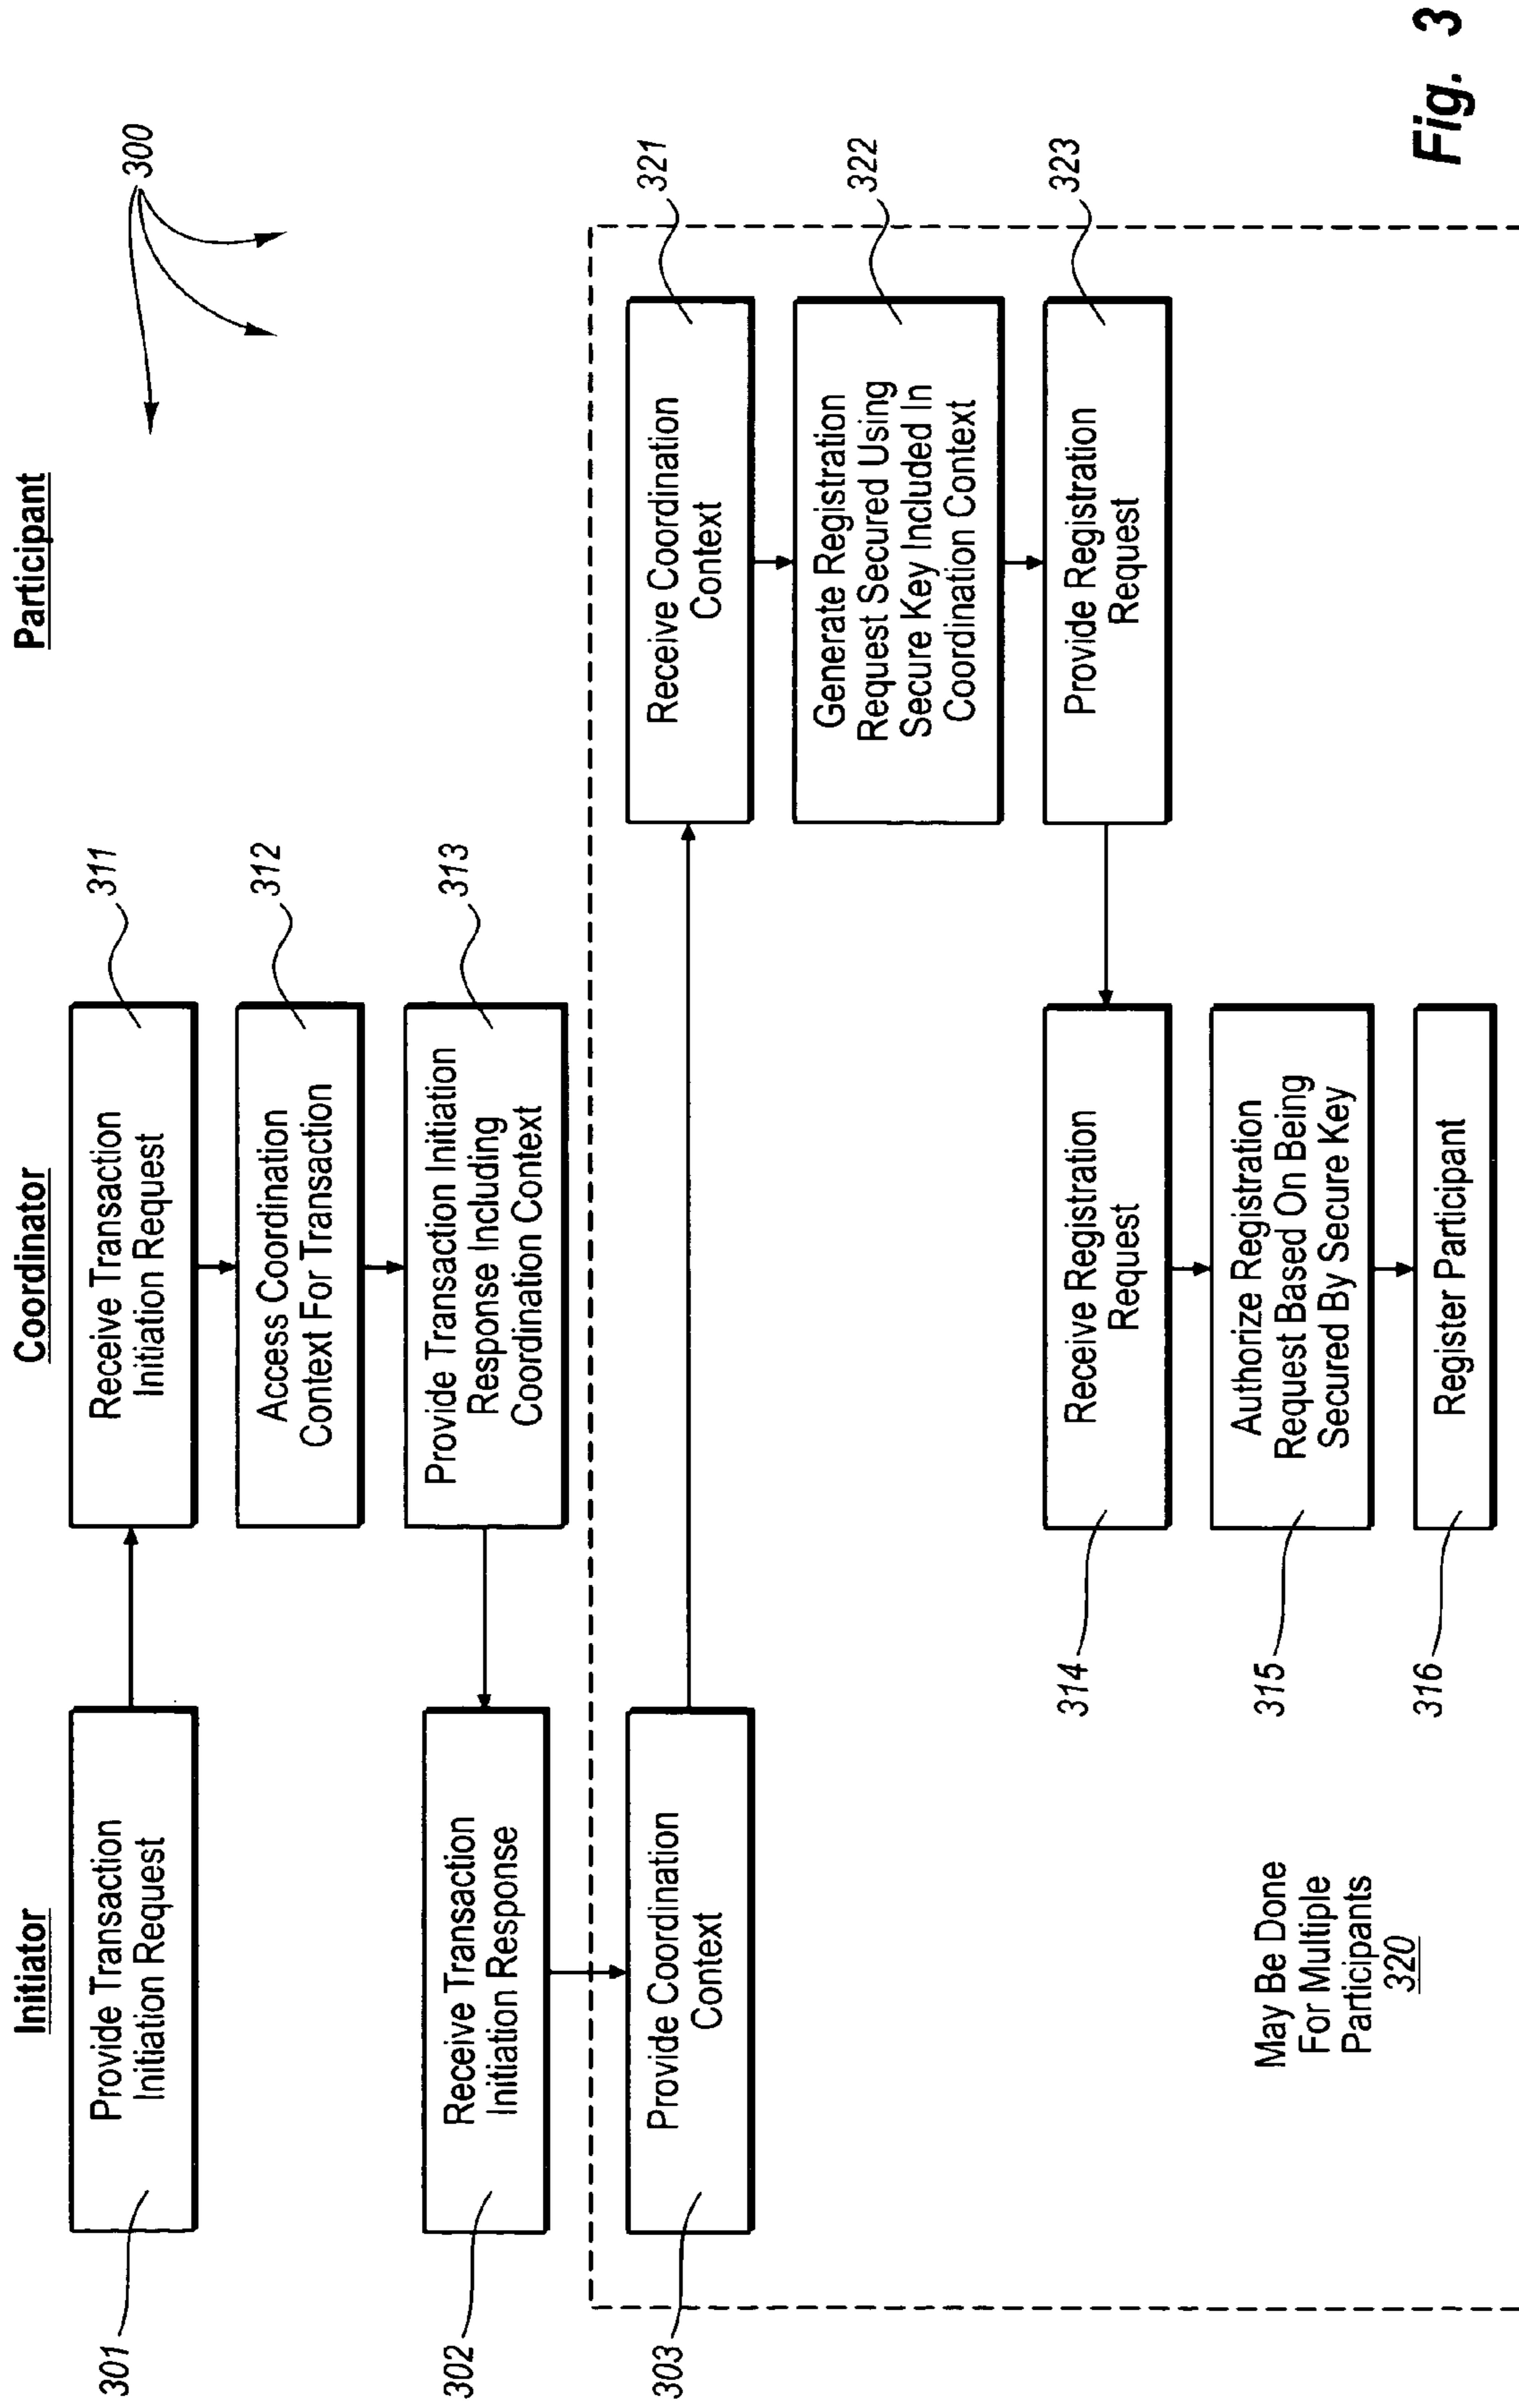 Initiator
Coordinator
Participant
300
301
Provide Transaction
Initiation Request
Receive Transaction
Initiation Request
311
Access Coordination
Context For Transaction
312
302
Receive Transaction
Initiation Response
Provide Transaction Initiation
Response Including
Coordination Context
313
303
Provide Coordination
Context
Receive Coordination
Context
321
Generate Registration
Request Secured Using
Secure Key Included In
Coordination Context
322
314
Receive Registration
Request
Provide Registration
Request
323
May Be Done
For Multiple
Participants
320
315
Authorize Registration
Request Based On Being
Secured By Secure Key
316
Register Participant
Fig. 3